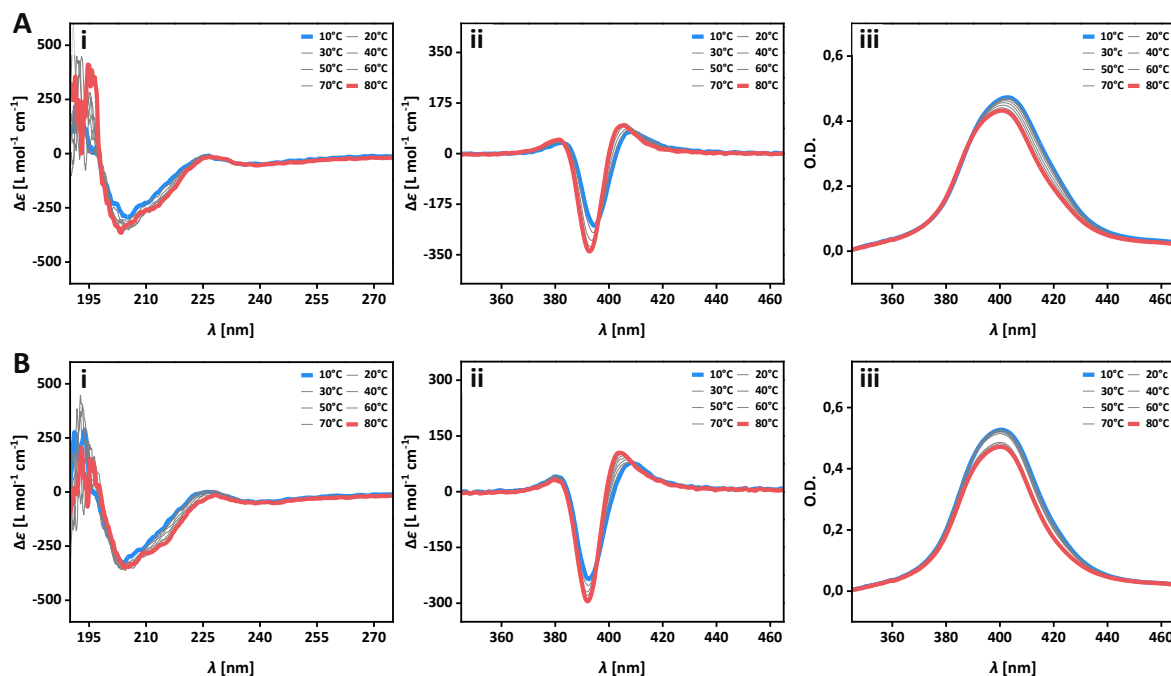 A
i
10°C 20°C
30°C 40°C
50°C 60°C
70°C 80°C
500
250
0
-250
-500
Δε [L mol⁻¹ cm⁻¹]
195 210 225 240 255 270
λ [nm]
ii
10°C 20°C
30°C 40°C
50°C 60°C
70°C 80°C
350
175
0
-175
-350
Δε [L mol⁻¹ cm⁻¹]
360 380 400 420 440 460
λ [nm]
iii
10°C 20°c
30°c 40°C
50°C 60°C
70°C 80°C
0,6
0,4
0,2
0,0
O.D.
360 380 400 420 440 460
λ [nm]
B
i
10°C 20°C
30°C 40°C
50°C 60°C
70°C 80°C
500
250
0
-250
-500
Δε [L mol⁻¹ cm⁻¹]
195 210 225 240 255 270
λ [nm]
ii
10°C 20°C
30°C 40°C
50°C 60°C
70°C 80°C
300
150
0
-150
-300
Δε [L mol⁻¹ cm⁻¹]
360 380 400 420 440 460
λ [nm]
iii
10°C 20°c
30°C 40°C
50°C 60°C
70°C 80°C
0,6
0,4
0,2
0,0
O.D.
360 380 400 420 440 460
λ [nm]